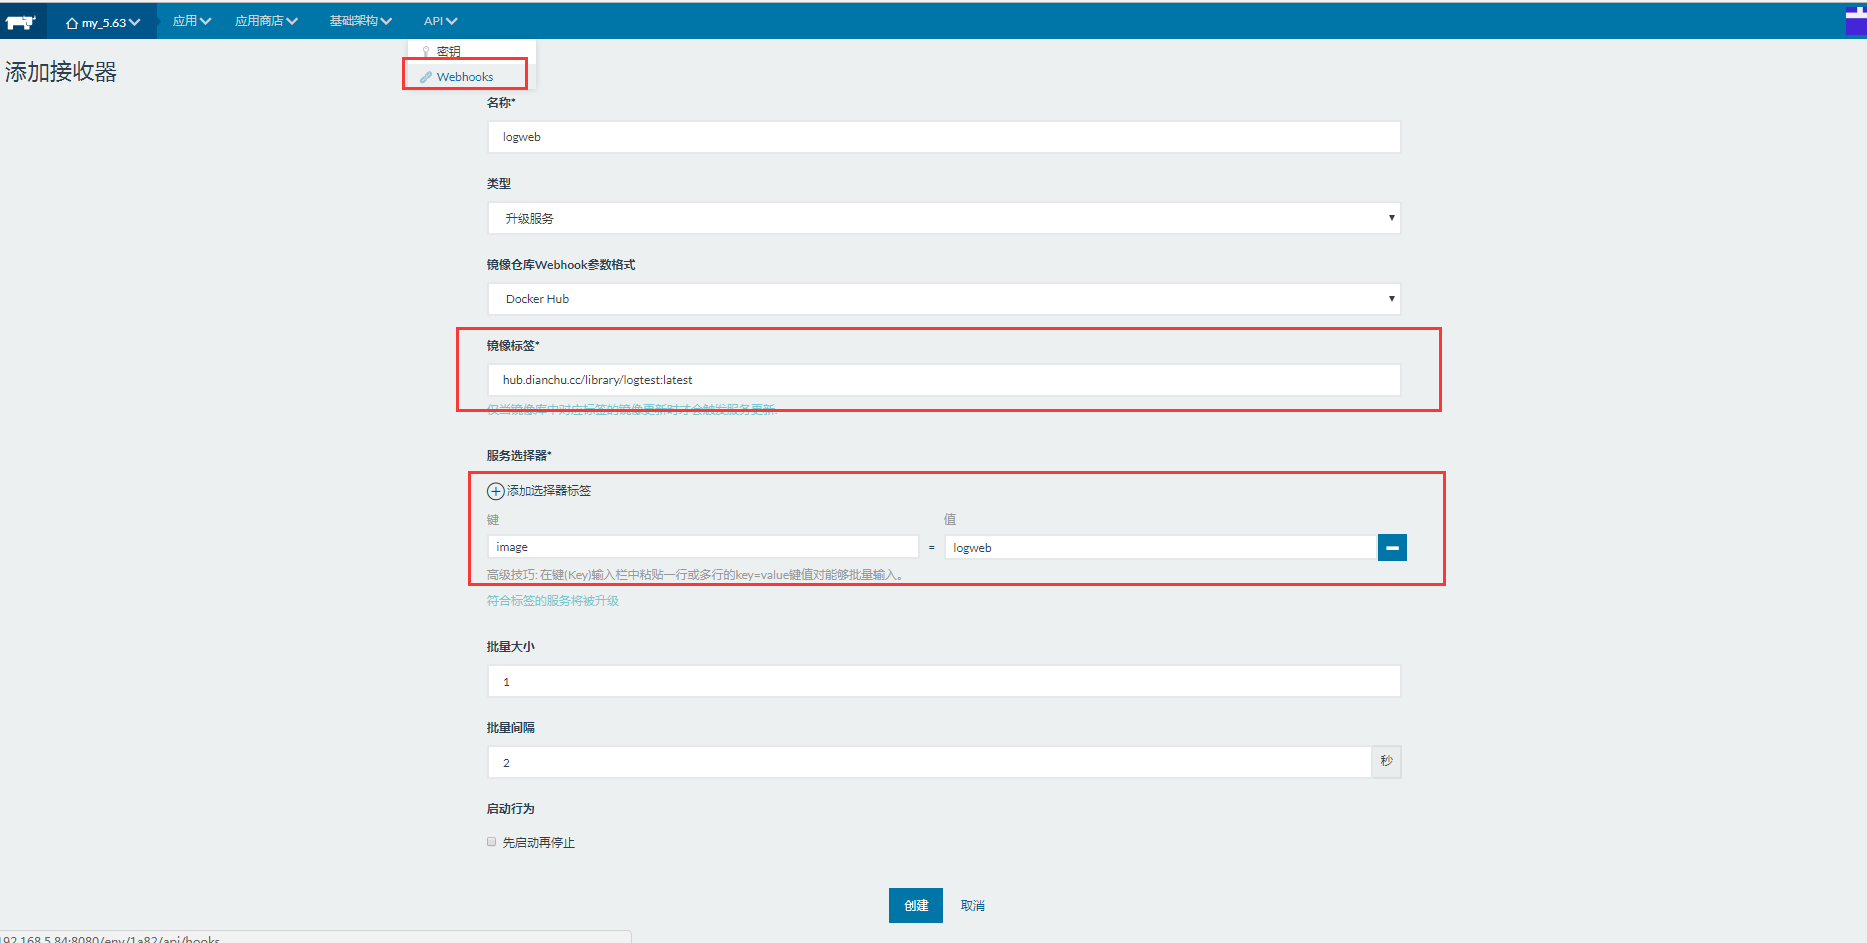 my_5.63
应用
应用商店
基础架构
API
密钥
Webhooks
添加接收器
名称*
logweb
类型
升级服务
镜像仓库Webhook参数格式
Docker Hub
镜像标签*
hub.dianchu.cc/library/logtest:latest
仅当镜像库中对应标签的镜像更新时才会触发服务更新.
服务选择器*
添加选择器标签
键 值
image = logweb
高级技巧: 在键(Key)输入栏中粘贴一行或多行的key=value键值对能够批量输入。
符合标签的服务将被升级
批量大小
1
批量间隔
2 秒
启动行为
先启动再停止
创建 取消
192.168.5.84:8080/env/1a82/api/hooks